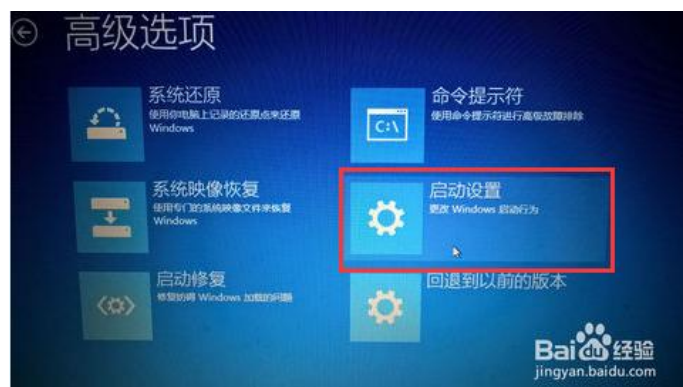 高级选项
系统还原
使用你电脑上记录的还原点来还原
Windows
命令提示符
使用命令提示符进行高级故障排除
C:\
系统映像恢复
使用专门的系统映像文件来恢复
Windows
启动设置
更改 Windows 启动行为
启动修复
修复妨碍 Windows 加载的问题
回退到以前的版本
Bai du 经验
jingyan.baidu.com